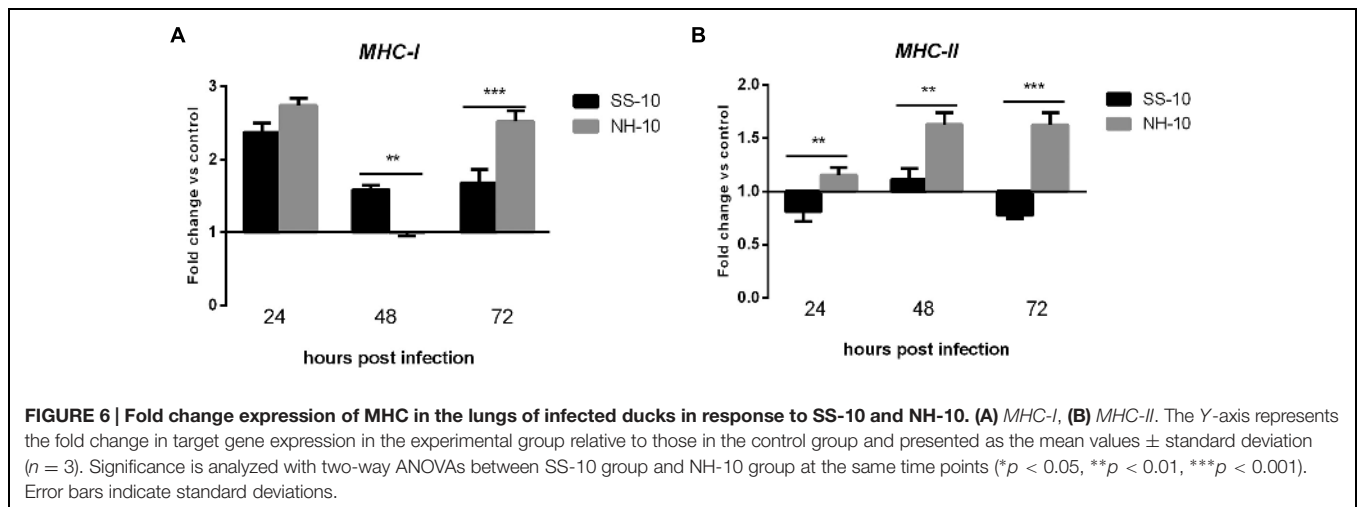 A
MHC-I
Fold change vs control
3
2
1
0
**
***
SS-10
NH-10
24 48 72
hours post infection
B
MHC-II
Fold change vs control
2.0
1.5
1.0
0.5
0.0
**
**
***
SS-10
NH-10
24 48 72
hours post infection
FIGURE 6 | Fold change expression of MHC in the lungs of infected ducks in response to SS-10 and NH-10. (A) MHC-I, (B) MHC-II. The Y-axis represents
the fold change in target gene expression in the experimental group relative to those in the control group and presented as the mean values ± standard deviation
(n = 3). Significance is analyzed with two-way ANOVAs between SS-10 group and NH-10 group at the same time points (*p < 0.05, **p < 0.01, ***p < 0.001).
Error bars indicate standard deviations.